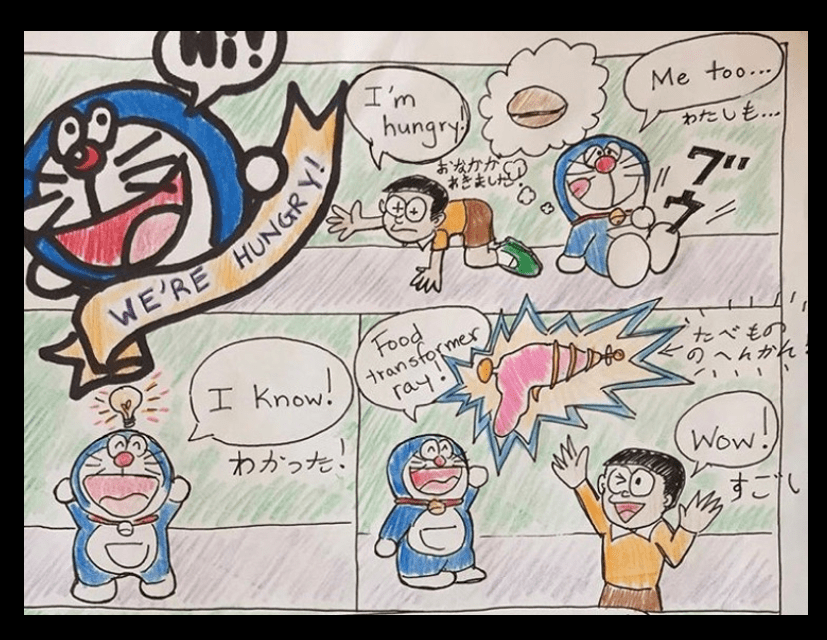 Hi!
WE'RE HUNGRY!
I'm
hungry!
おなかが
あきました!
Me too...
わたしも...
グゥ
ウ
I know!
わかった!
Food
transformer
ray!
たべもの
のへんかん!
Wow!
すごい